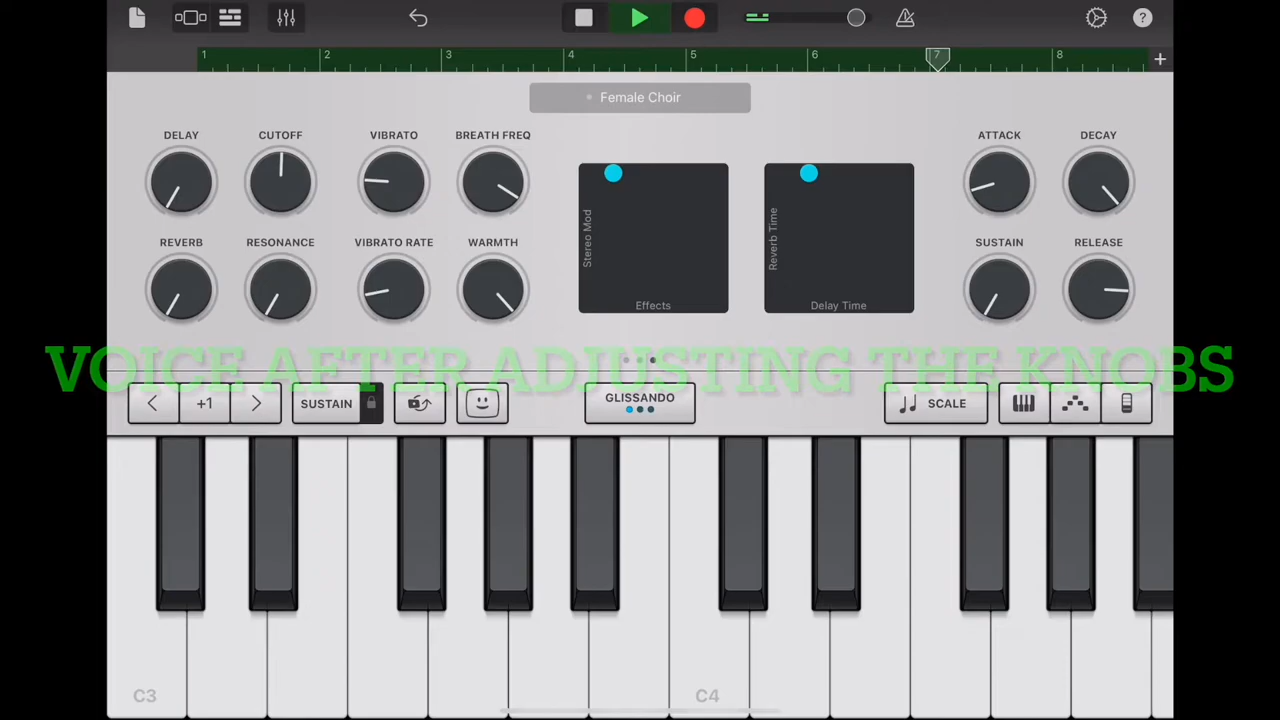 1 2 3 4 5 6 7 8 +
Female Choir
DELAY CUTOFF VIBRATO BREATH FREQ ATTACK DECAY
Stereo Mod
Reverb Time
REVERB RESONANCE VIBRATO RATE WARMTH SUSTAIN RELEASE
Effects Delay Time
VOICE AFTER ADJUSTING THE KNOBS
+1 SUSTAIN GLISSANDO SCALE
C3 C4